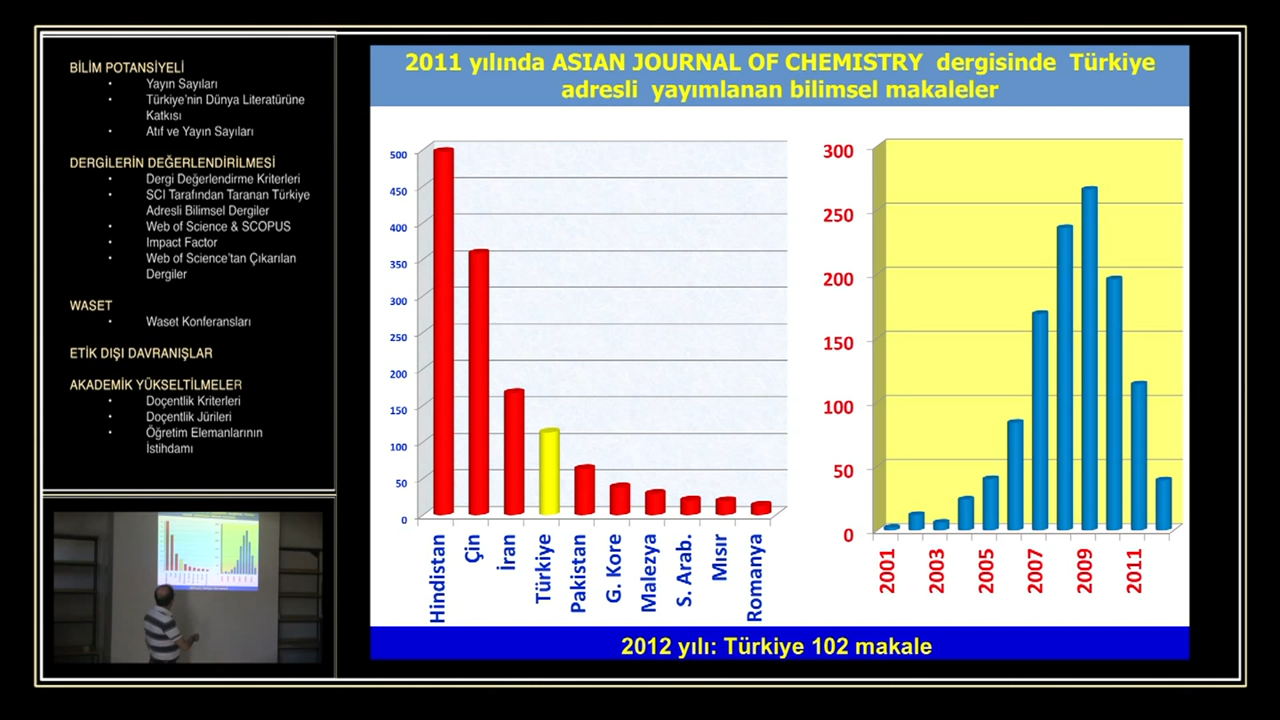 BİLİM POTANSİYELİ
• Yayın Sayıları
• Türkiye'nin Dünya Literatürüne
Katkısı
• Atıf ve Yayın Sayıları
DERGİLERİN DEĞERLENDİRİLMESİ
• Dergi Değerlendirme Kriterleri
• SCI Tarafından Taranan Türkiye
Adresli Bilimsel Dergiler
• Web of Science & SCOPUS
• Impact Factor
• Web of Science'tan Çıkarılan
Dergiler
WASET
• Waset Konferansları
ETİK DIŞI DAVRANIŞLAR
AKADEMİK YÜKSELTİLMELER
• Doçentlik Kriterleri
• Doçentlik Jürileri
• Öğretim Elemanlarının
İstihdamı
2011 yılında ASIAN JOURNAL OF CHEMISTRY dergisinde Türkiye
adresli yayımlanan bilimsel makaleler
500
450
400
350
300
250
200
150
100
50
0
Hindistan
Çin
İran
Türkiye
Pakistan
G. Kore
Malezya
S. Arab.
Mısır
Romanya
300
250
200
150
100
50
0
2001
2003
2005
2007
2009
2011
2012 yılı: Türkiye 102 makale